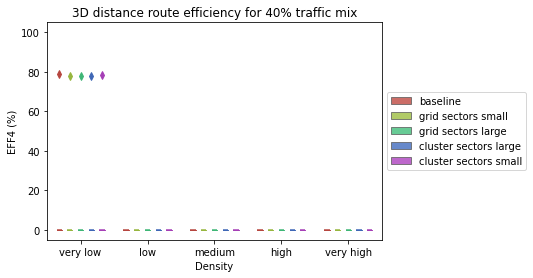 3D distance route efficiency for 40% traffic mix
100
80
60
40
20
0
EFF4 (%)
very low
low
medium
high
very high
Density
baseline
grid sectors small
grid sectors large
cluster sectors large
cluster sectors small